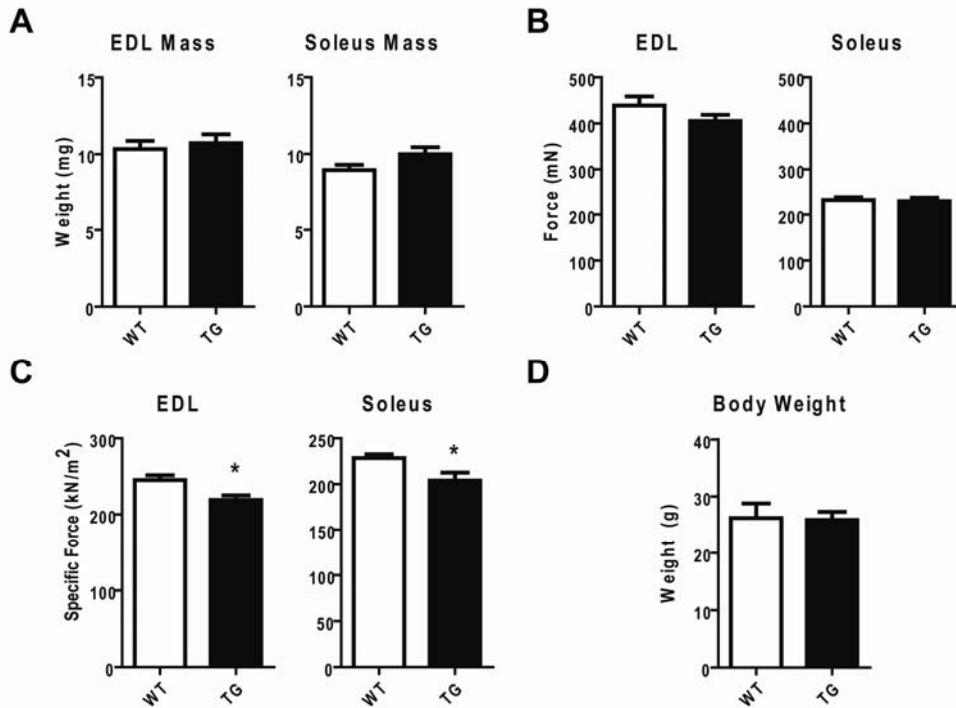 A
EDL Mass
Soleus Mass
Weight (mg)
15
10
5
0
WT
TG
15
10
5
0
WT
TG
B
EDL
Soleus
Force (mN)
500
400
300
200
100
0
WT
TG
500
400
300
200
100
0
WT
TG
C
EDL
Soleus
Specific Force (kN/m²)
300
200
100
0
*
WT
TG
250
200
150
100
50
0
*
WT
TG
D
Body Weight
Weight (g)
40
30
20
10
0
WT
TG